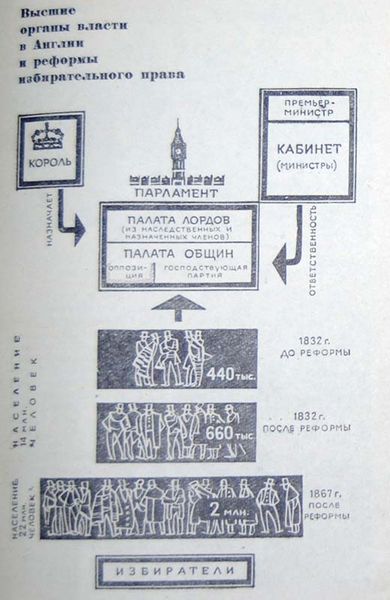 Высшие
органы власти
в Англии
и реформы
избирательного права
КОРОЛЬ
ПРЕМЬЕР-
МИНИСТР
КАБИНЕТ
(МИНИСТРЫ)
НАЗНАЧАЕТ
ПАРЛАМЕНТ
ОТВЕТСТВЕННОСТЬ
ПАЛАТА ЛОРДОВ
(ИЗ НАСЛЕДСТВЕННЫХ И
НАЗНАЧЕННЫХ ЧЛЕНОВ)
ПАЛАТА ОБЩИН
ОППОЗИ- ГОСПОДСТВУЮЩАЯ
ЦИЯ ПАРТИЯ
НАСЕЛЕНИЕ
14 МЛН.
ЧЕЛОВЕК
440 тыс.
1832 г.
ДО РЕФОРМЫ
660 тыс.
1832 г.
ПОСЛЕ РЕФОРМЫ
НАСЕЛЕНИЕ
22 МЛН.
ЧЕЛОВЕК
2 МЛН.
1867 г.
ПОСЛЕ
РЕФОРМЫ
ИЗБИРАТЕЛИ